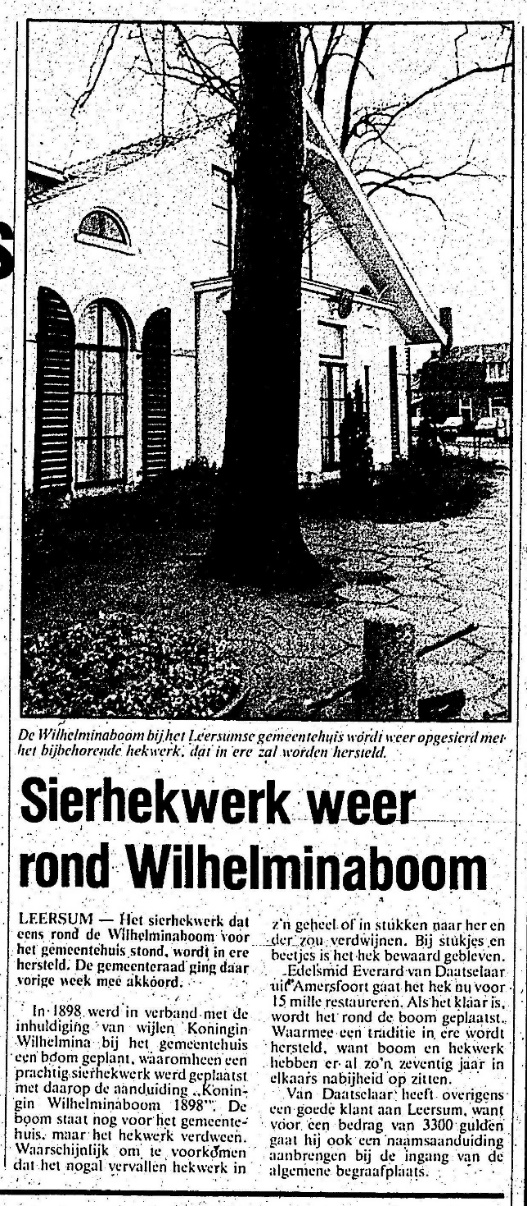 s
De Wilhelminaboom bij het Leersumse gemeentehuis wordt weer opgesierd met
het bijbehorende hekwerk, dat in ere zal worden hersteld.
Sierhekwerk weer
rond Wilhelminaboom
LEERSUM — Het sierhekwerk dat
eens rond de Wilhelminaboom voor
het gemeentehuis stond, wordt in ere
hersteld. De gemeenteraad ging daar
vorige week mee akkoord.
In 1898 werd in verband met de
inhuldiging van wijlen Koningin
Wilhelmina bij het gemeentehuis
een boom geplant, waaromheen een
prachtig sierhekwerk werd geplaatst
met daarop de aanduiding „Konin-
gin Wilhelminaboom 1898". De
boom staat nog voor het gemeente-
huis, maar het hekwerk verdween.
Waarschijnlijk om te voorkomen
dat het nogal vervallen hekwerk in
z'n geheel of in stukken naar her en
der zou verdwijnen. Bij stukjes en
beetjes is het hek bewaard gebleven.
Edelsmid Everard van Daatselaar
uit Amersfoort gaat het hek nu voor
15 mille restaureren. Als het klaar is,
wordt het rond de boom geplaatst.
Waarmee een traditie in ere wordt
hersteld, want boom en hekwerk
hebben er al zo'n zeventig jaar in
elkaars nabijheid op zitten.
Van Daatselaar heeft overigens
een goede klant aan Leersum, want
voor een bedrag van 3300 gulden
gaat hij ook een naamsaanduiding
aanbrengen bij de ingang van de
algemene begraafplaats.